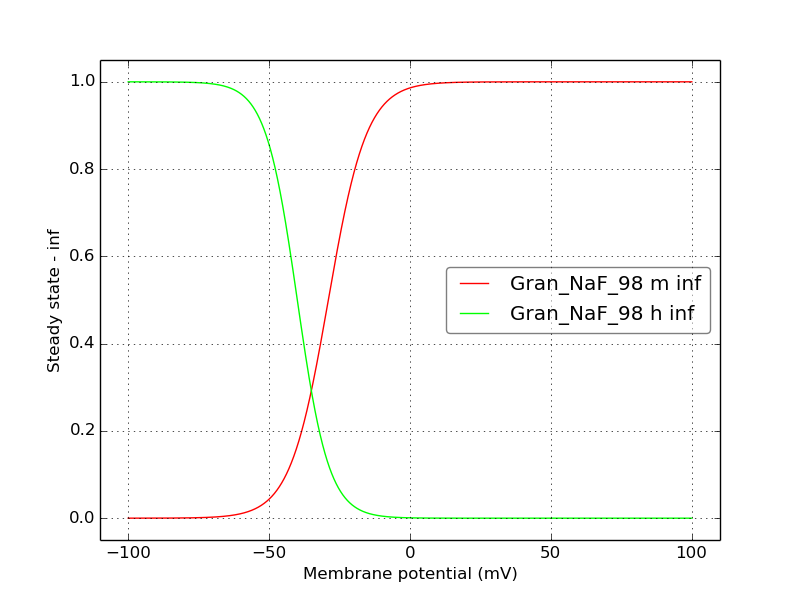 1.0
0.8
0.6
0.4
0.2
0.0
Steady state - inf
Gran_NaF_98 m inf
Gran_NaF_98 h inf
−100
−50
0
50
100
Membrane potential (mV)